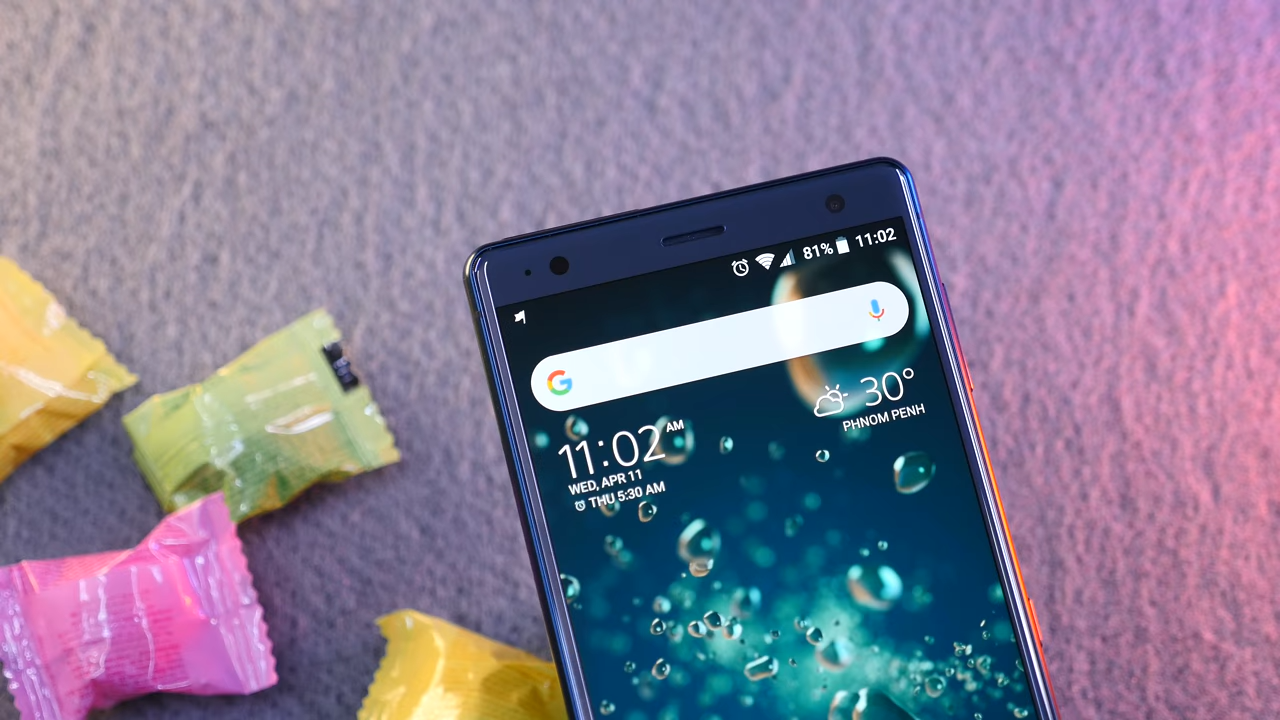 81% 11:02
G
30°
PHNOM PENH
11:02 AM
WED, APR 11
THU 5:30 AM